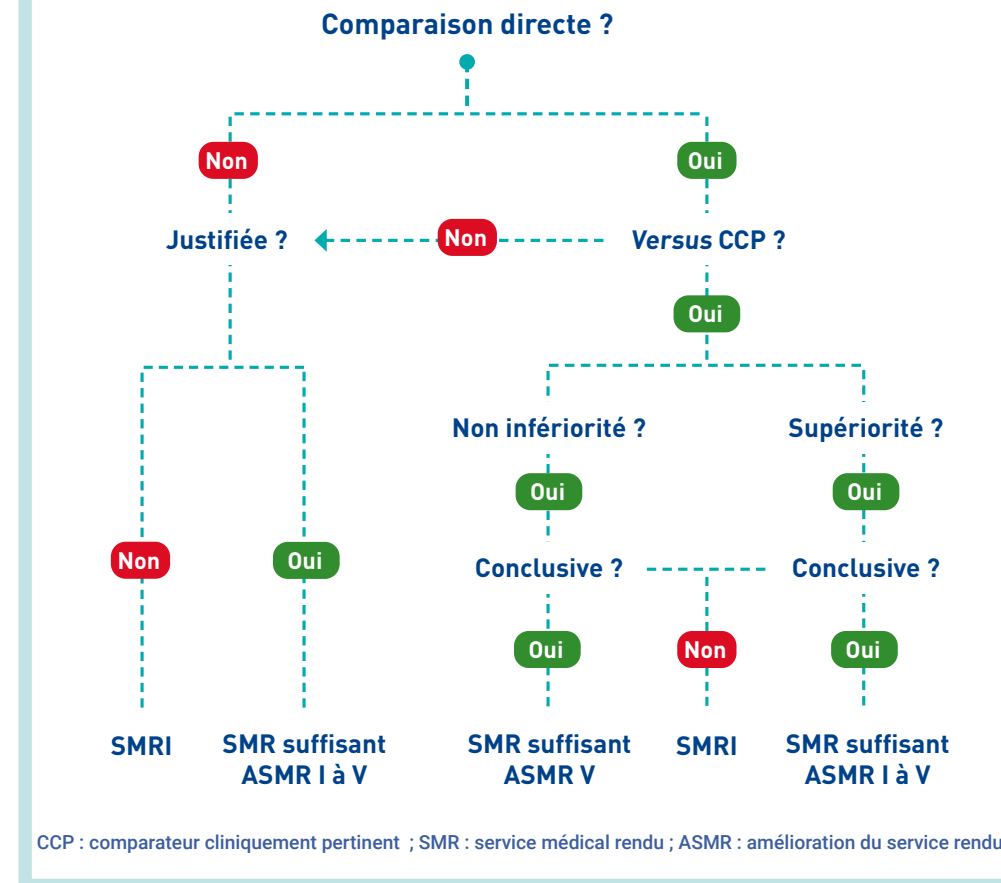 Comparaison directe ?
Non
Oui
Justifiée ?
Non
Versus CCP ?
Oui
Non infériorité ?
Supériorité ?
Oui
Oui
Non
Oui
Conclusive ?
Conclusive ?
Oui
Non
Oui
SMRI
SMR suffisant
ASMR I à V
SMR suffisant
ASMR V
SMRI
SMR suffisant
ASMR I à V
CCP : comparateur cliniquement pertinent ; SMR : service médical rendu ; ASMR : amélioration du service rendu